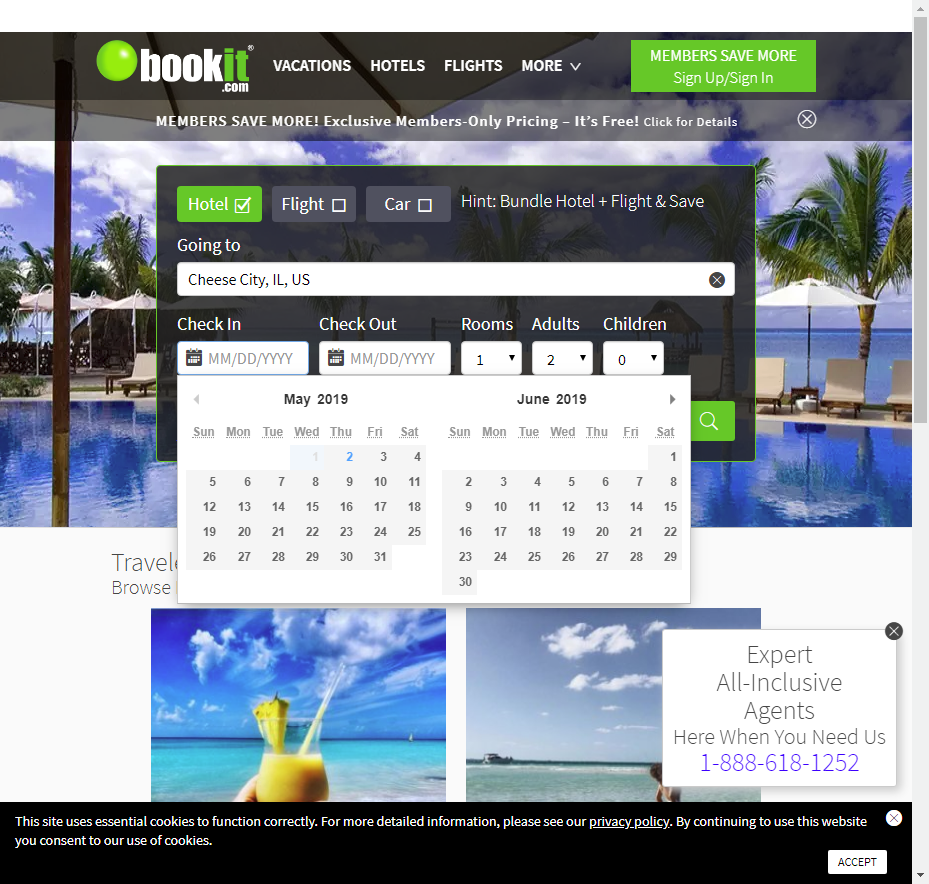 bookit®
.com
VACATIONS HOTELS FLIGHTS MORE
MEMBERS SAVE MORE
Sign Up/Sign In
MEMBERS SAVE MORE! Exclusive Members-Only Pricing – It's Free! Click for Details
Hotel Flight Car Hint: Bundle Hotel + Flight & Save
Going to
Cheese City, IL, US
Check In Check Out Rooms Adults Children
MM/DD/YYYY MM/DD/YYYY 1 2 0
May 2019 June 2019
Sun Mon Tue Wed Thu Fri Sat Sun Mon Tue Wed Thu Fri Sat
1 2 3 4 1
5 6 7 8 9 10 11 2 3 4 5 6 7 8
12 13 14 15 16 17 18 9 10 11 12 13 14 15
19 20 21 22 23 24 25 16 17 18 19 20 21 22
26 27 28 29 30 31 23 24 25 26 27 28 29
30
Browse
Expert
All-Inclusive
Agents
Here When You Need Us
1-888-618-1252
This site uses essential cookies to function correctly. For more detailed information, please see our privacy policy. By continuing to use this website
you consent to our use of cookies.
ACCEPT